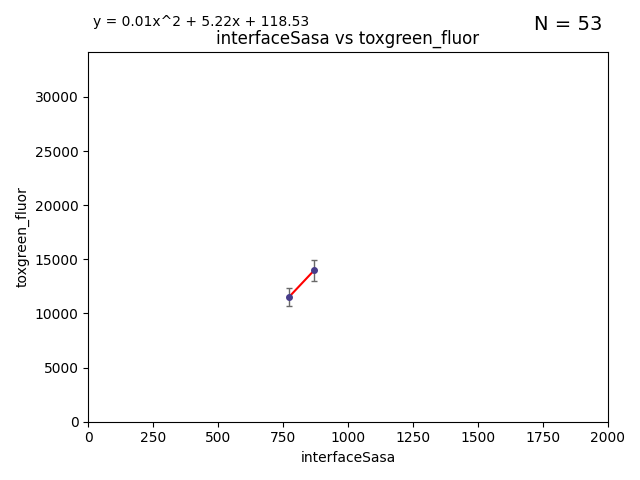 y = 0.01x^2 + 5.22x + 118.53
N = 53
interfaceSasa vs toxgreen_fluor
30000
25000
20000
15000
10000
5000
0
toxgreen_fluor
0 250 500 750 1000 1250 1500 1750 2000
interfaceSasa